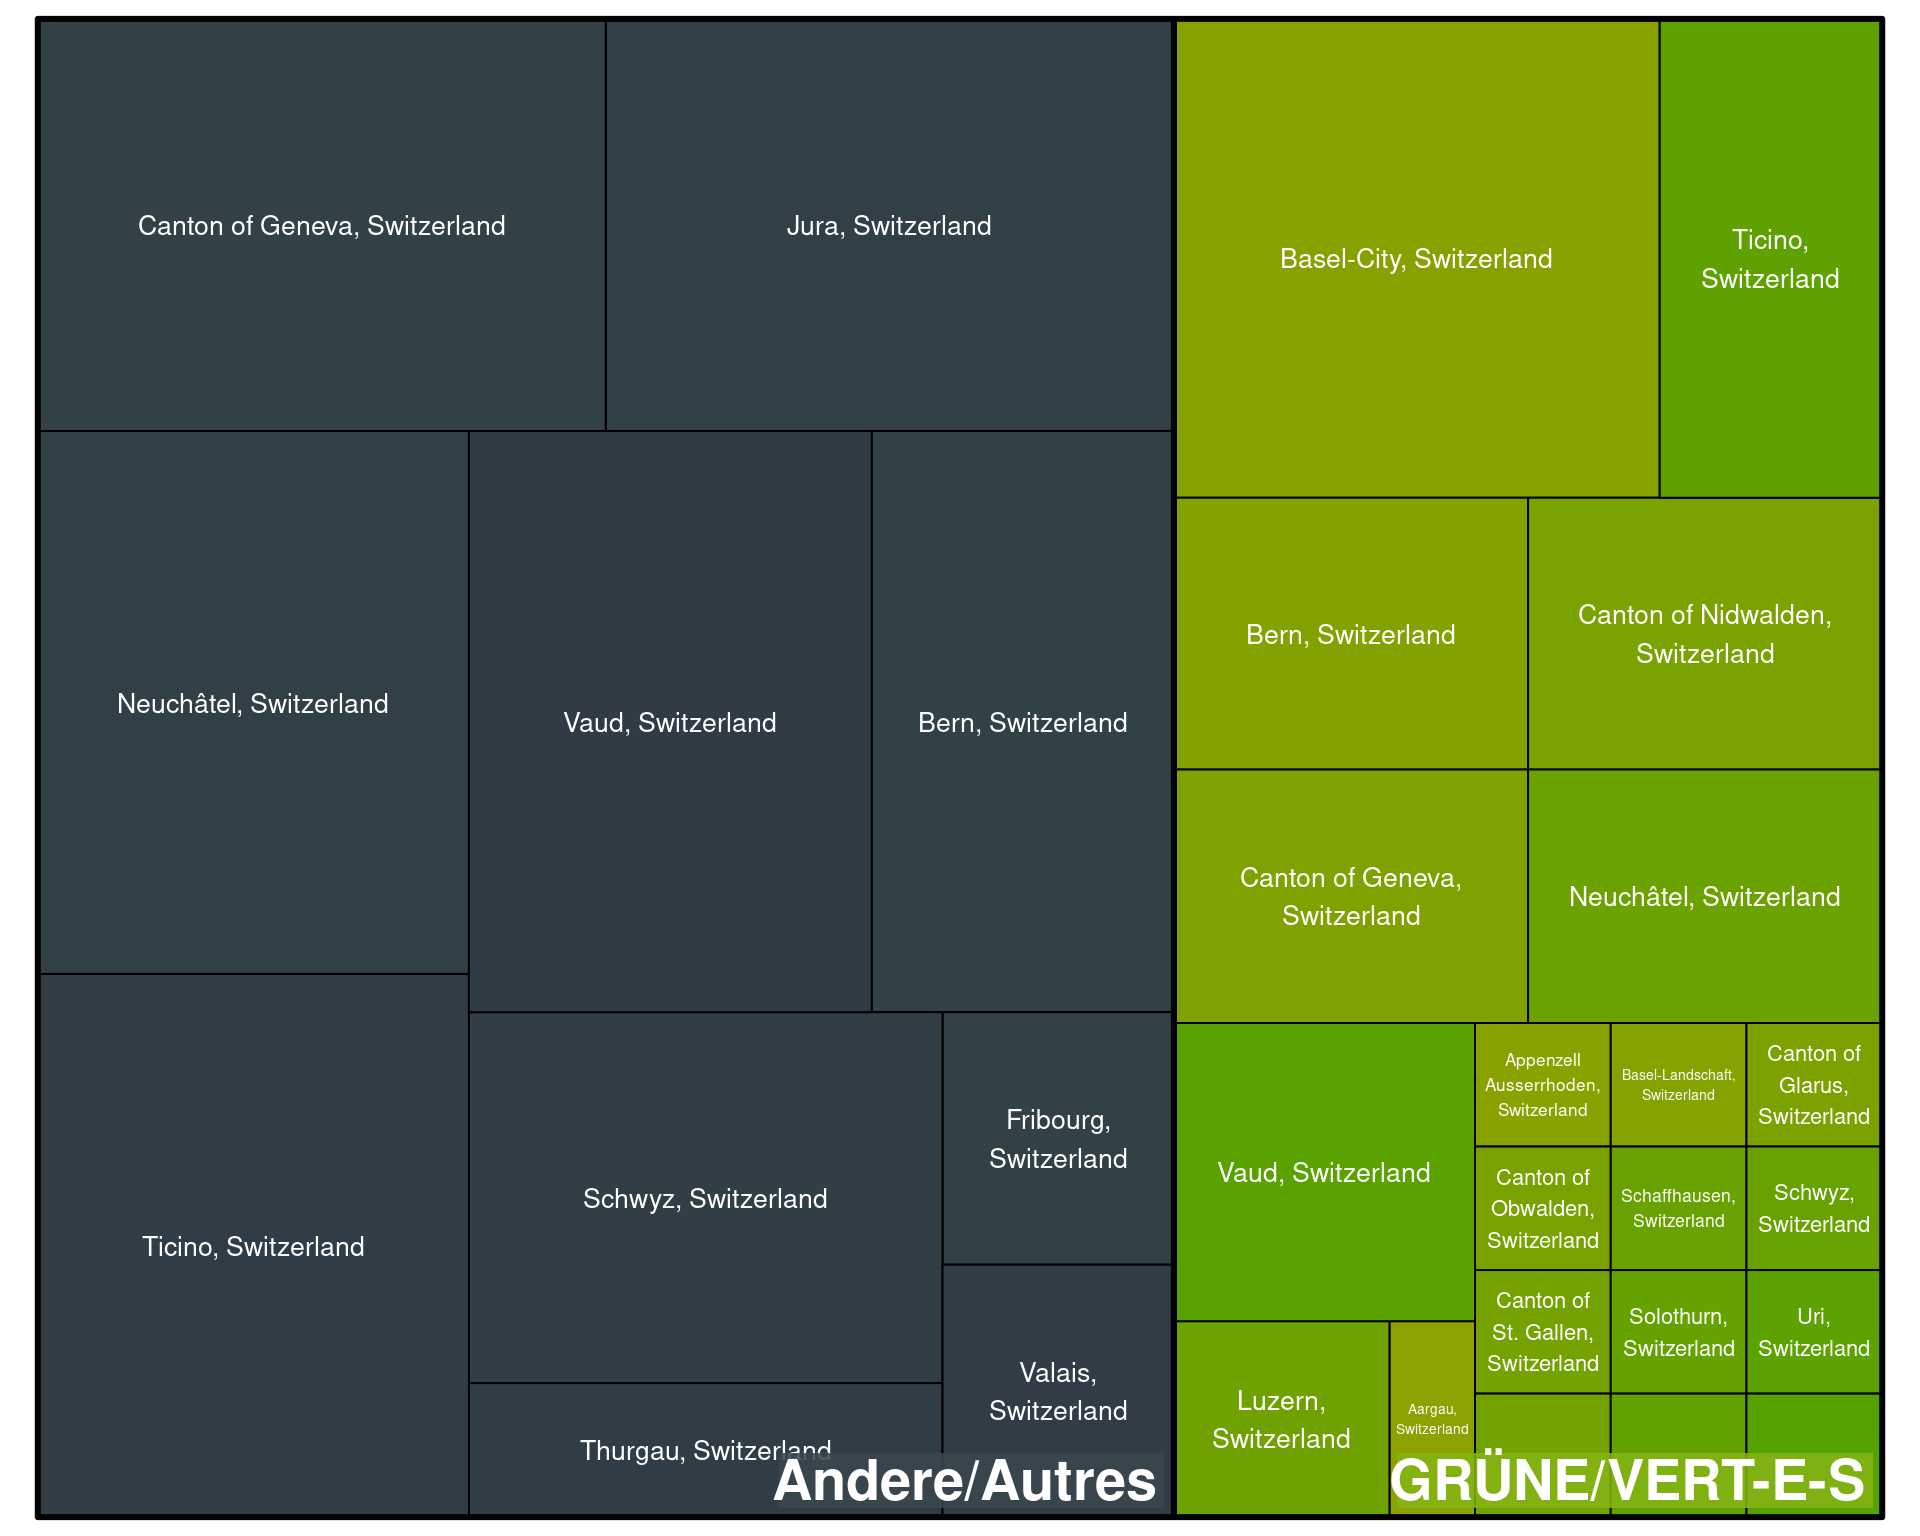 Canton of Geneva, Switzerland
Jura, Switzerland
Neuchâtel, Switzerland
Vaud, Switzerland
Bern, Switzerland
Ticino, Switzerland
Schwyz, Switzerland
Fribourg,
Switzerland
Valais,
Switzerland
Thurgau, Switzerland
Andere/Autres
Basel-City, Switzerland
Ticino,
Switzerland
Bern, Switzerland
Canton of Nidwalden,
Switzerland
Canton of Geneva,
Switzerland
Neuchâtel, Switzerland
Vaud, Switzerland
Appenzell
Ausserrhoden,
Switzerland
Basel-Landschaft,
Switzerland
Canton of
Glarus,
Switzerland
Canton of
Obwalden,
Switzerland
Schaffhausen,
Switzerland
Schwyz,
Switzerland
Canton of
St. Gallen,
Switzerland
Solothurn,
Switzerland
Uri,
Switzerland
Luzern,
Switzerland
Aargau,
Switzerland
GRÜNE/VERT-E-S